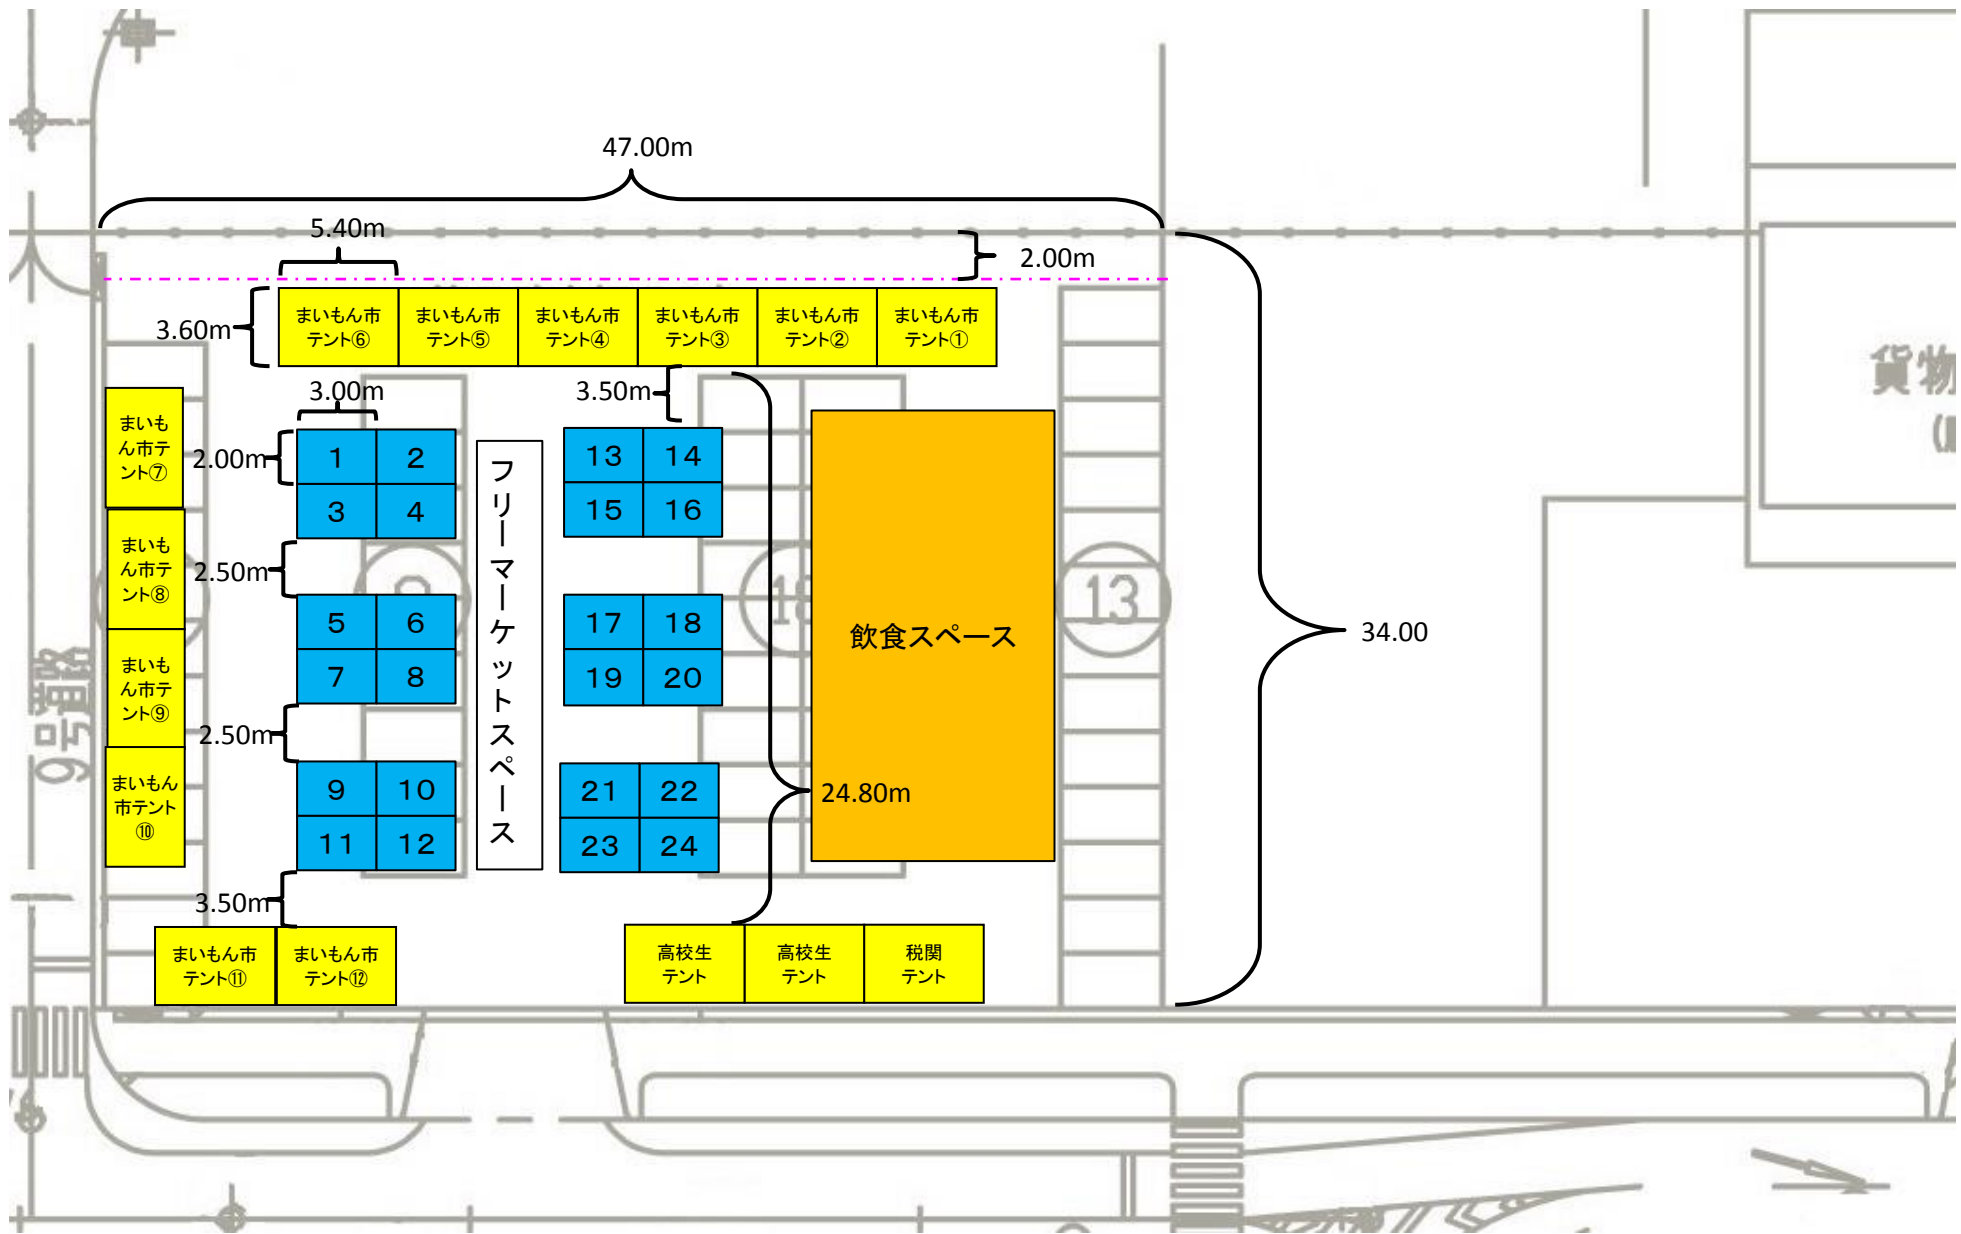 47.00m
5.40m
2.00m
3.60m
まいもん市
テント⑥
まいもん市
テント⑤
まいもん市
テント④
まいもん市
テント③
まいもん市
テント②
まいもん市
テント①
3.00m
3.50m
まいも
ん市テ
ント⑦
2.00m
1
2
3
4
13
14
15
16
フリーマーケットスペース
まいも
ん市テ
ント⑧
2.50m
5
6
7
8
17
18
19
20
飲食スペース
13
34.00
貨物
9号道路
まいも
ん市テ
ント⑨
2.50m
まいもん
市テント
⑩
9
10
11
12
21
22
23
24
24.80m
3.50m
まいもん市
テント⑪
まいもん市
テント⑫
高校生
テント
高校生
テント
税関
テント